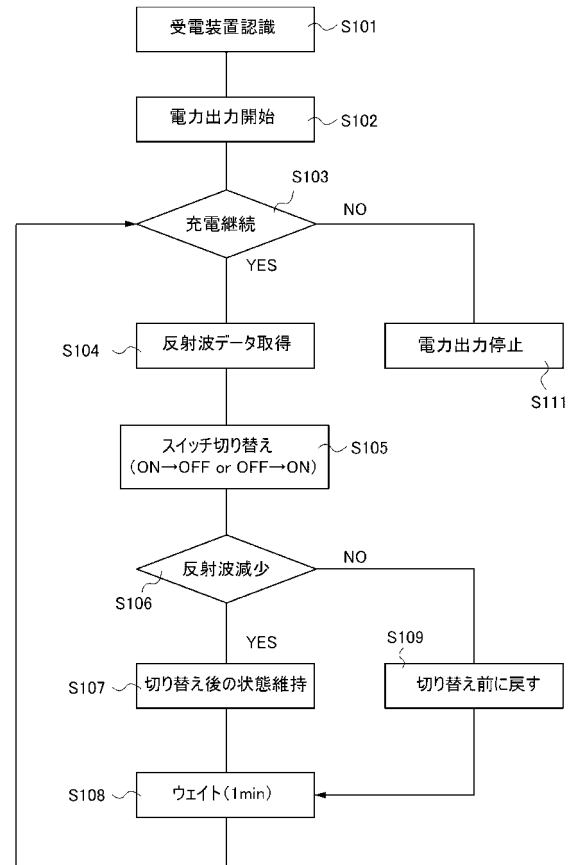 受電装置認識
S101
電力出力開始
S102
S103
充電継続
NO
YES
S104
反射波データ取得
電力出力停止
S111
スイッチ切り替え
(ON→OFF or OFF→ON)
S105
反射波減少
NO
S106
YES
S109
S107
切り替え後の状態維持
切り替え前に戻す
S108
ウェイト(1min)